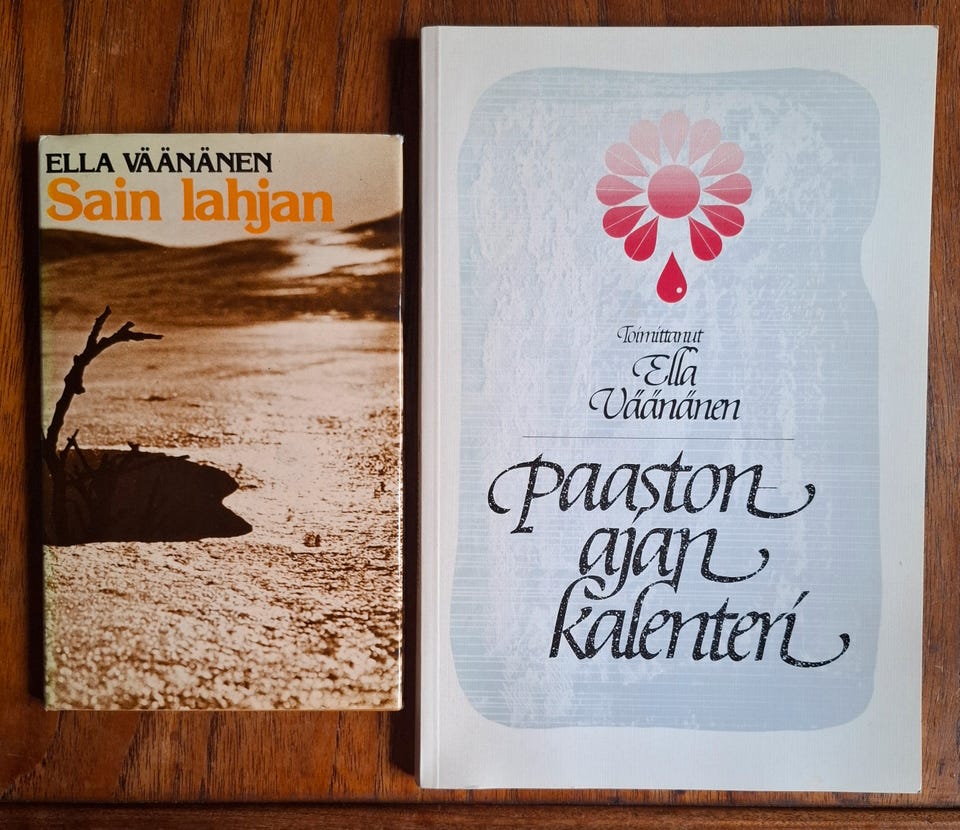 ELLA VÄÄNÄNEN
Sain lahjan
Toimittanut
Ella
Väänänen
paaston
ajan
kalenteri